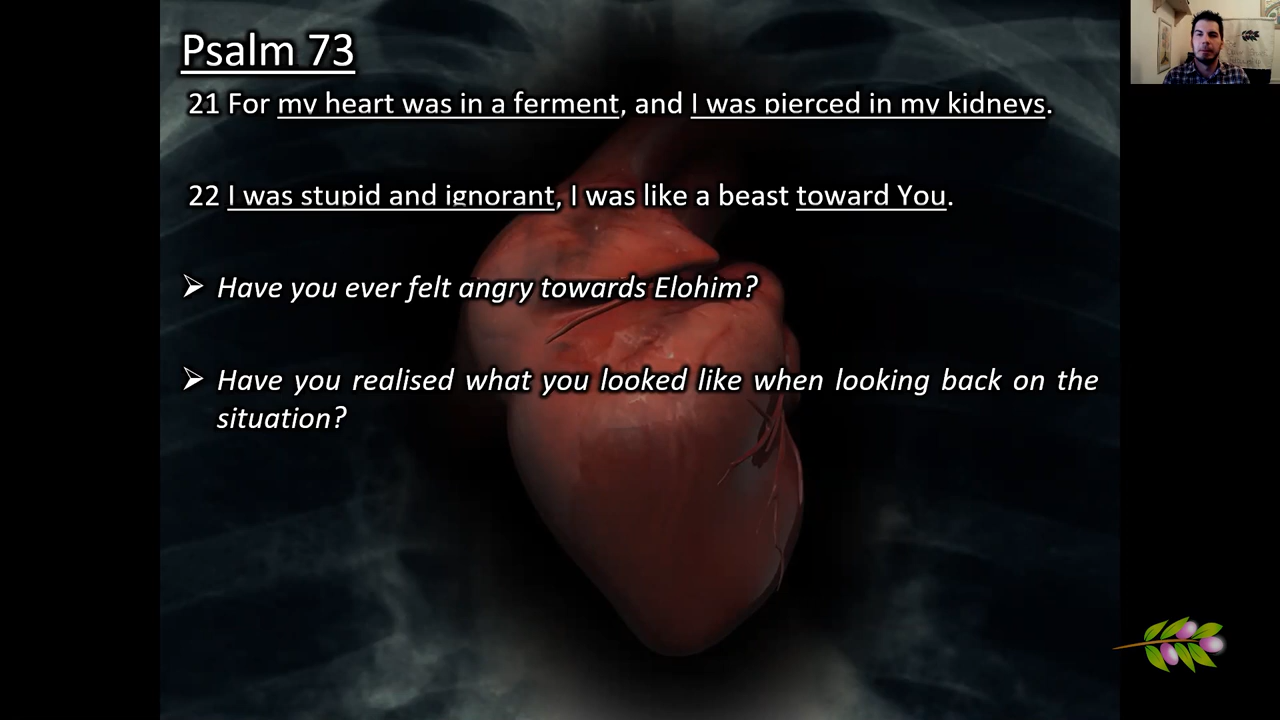 Psalm 73
21 For my heart was in a ferment, and I was pierced in my kidneys.
22 I was stupid and ignorant, I was like a beast toward You.
➢ Have you ever felt angry towards Elohim?
➢ Have you realised what you looked like when looking back on the
situation?